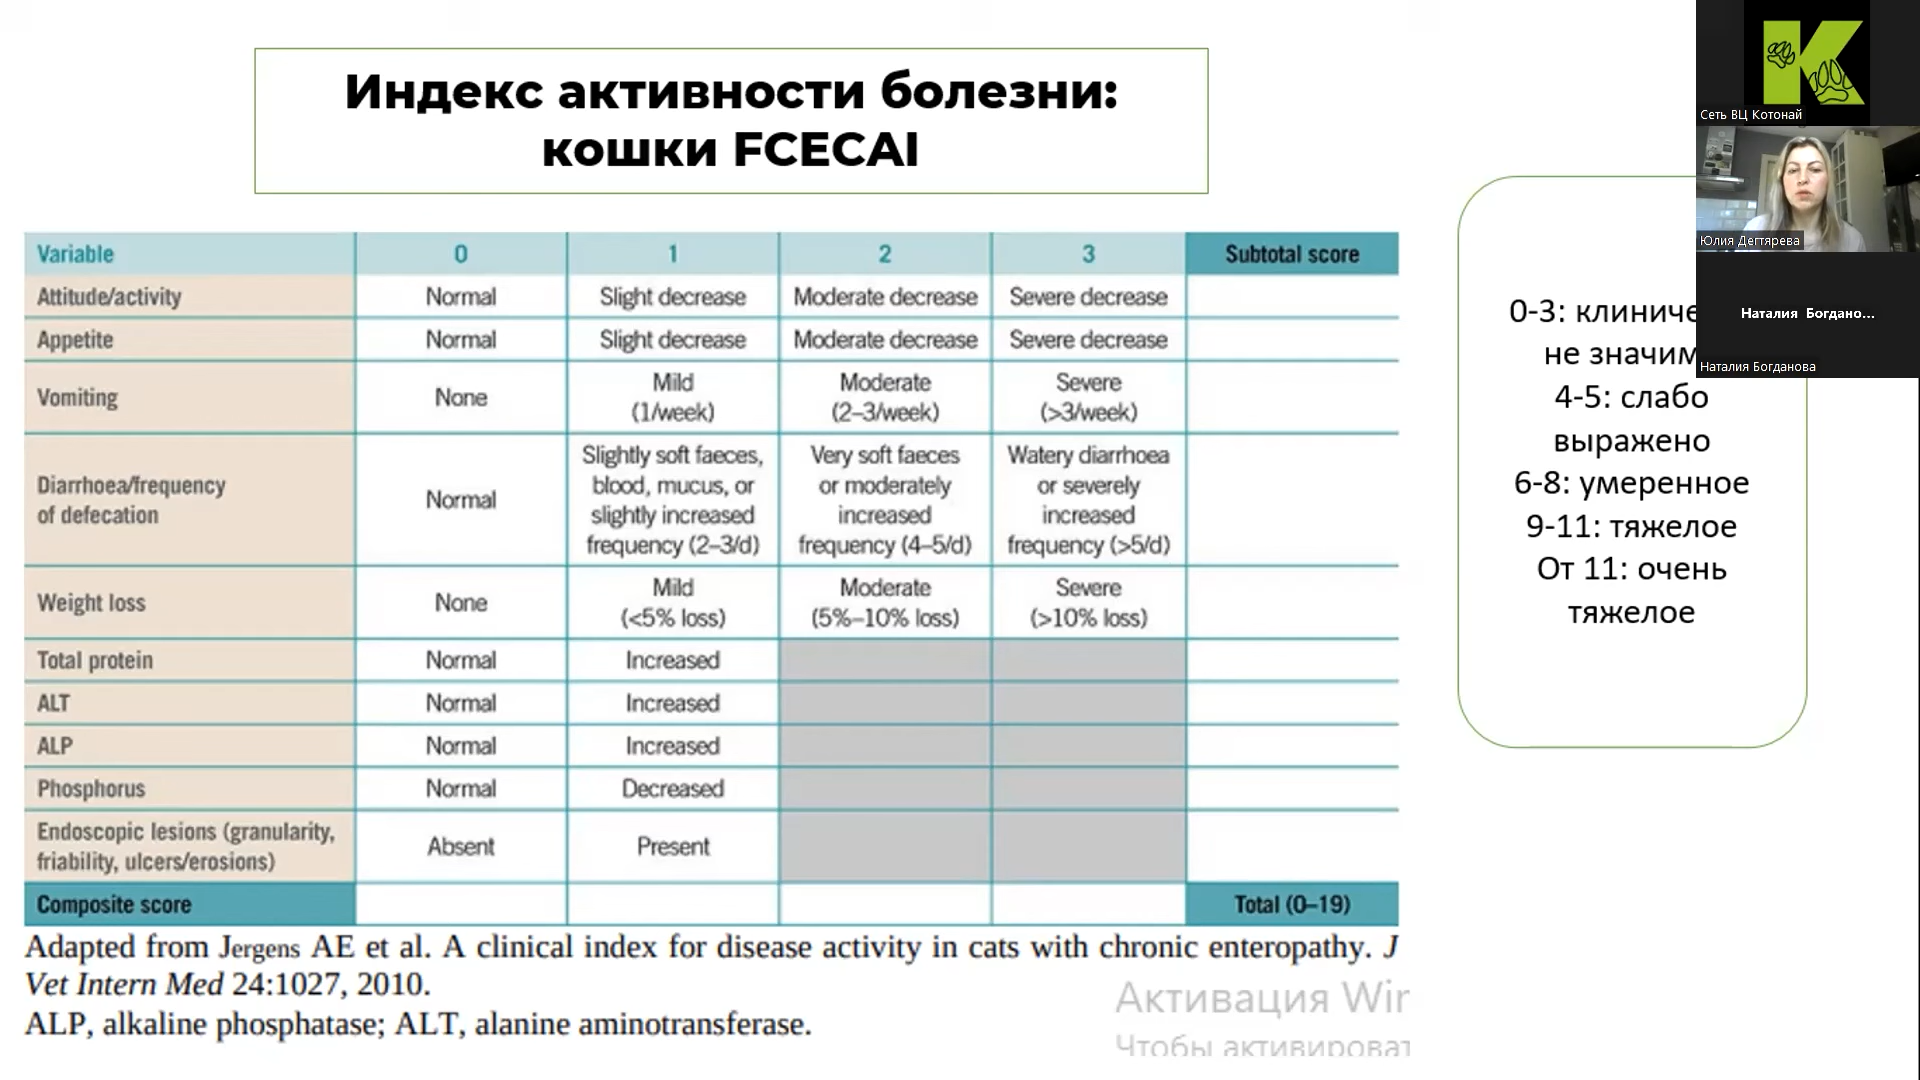 Индекс активности болезни:
кошки FCECAI
Variable 0 1 2 3 Subtotal score
Attitude/activity Normal Slight decrease Moderate decrease Severe decrease
Appetite Normal Slight decrease Moderate decrease Severe decrease
Vomiting None Mild (1/week) Moderate (2–3/week) Severe (>3/week)
Diarrhoea/frequency of defecation Normal Slightly soft faeces, blood, mucus, or slightly increased frequency (2–3/d) Very soft faeces or moderately increased frequency (4–5/d) Watery diarrhoea or severely increased frequency (>5/d)
Weight loss None Mild (<5% loss) Moderate (5%–10% loss) Severe (>10% loss)
Total protein Normal Increased
ALT Normal Increased
ALP Normal Increased
Phosphorus Normal Decreased
Endoscopic lesions (granularity, friability, ulcers/erosions) Absent Present
Composite score Total (0–19)
Adapted from Jergens AE et al. A clinical index for disease activity in cats with chronic enteropathy. J
Vet Intern Med 24:1027, 2010.
ALP, alkaline phosphatase; ALT, alanine aminotransferase.
Активация Win
Чтобы активироват
0-3: клиниче
не значим
4-5: слабо
выражено
6-8: умеренное
9-11: тяжелое
От 11: очень
тяжелое
K
Сеть ВЦ Котонай
Юлия Дегтярева
Наталия Богдано...
Наталия Богданова